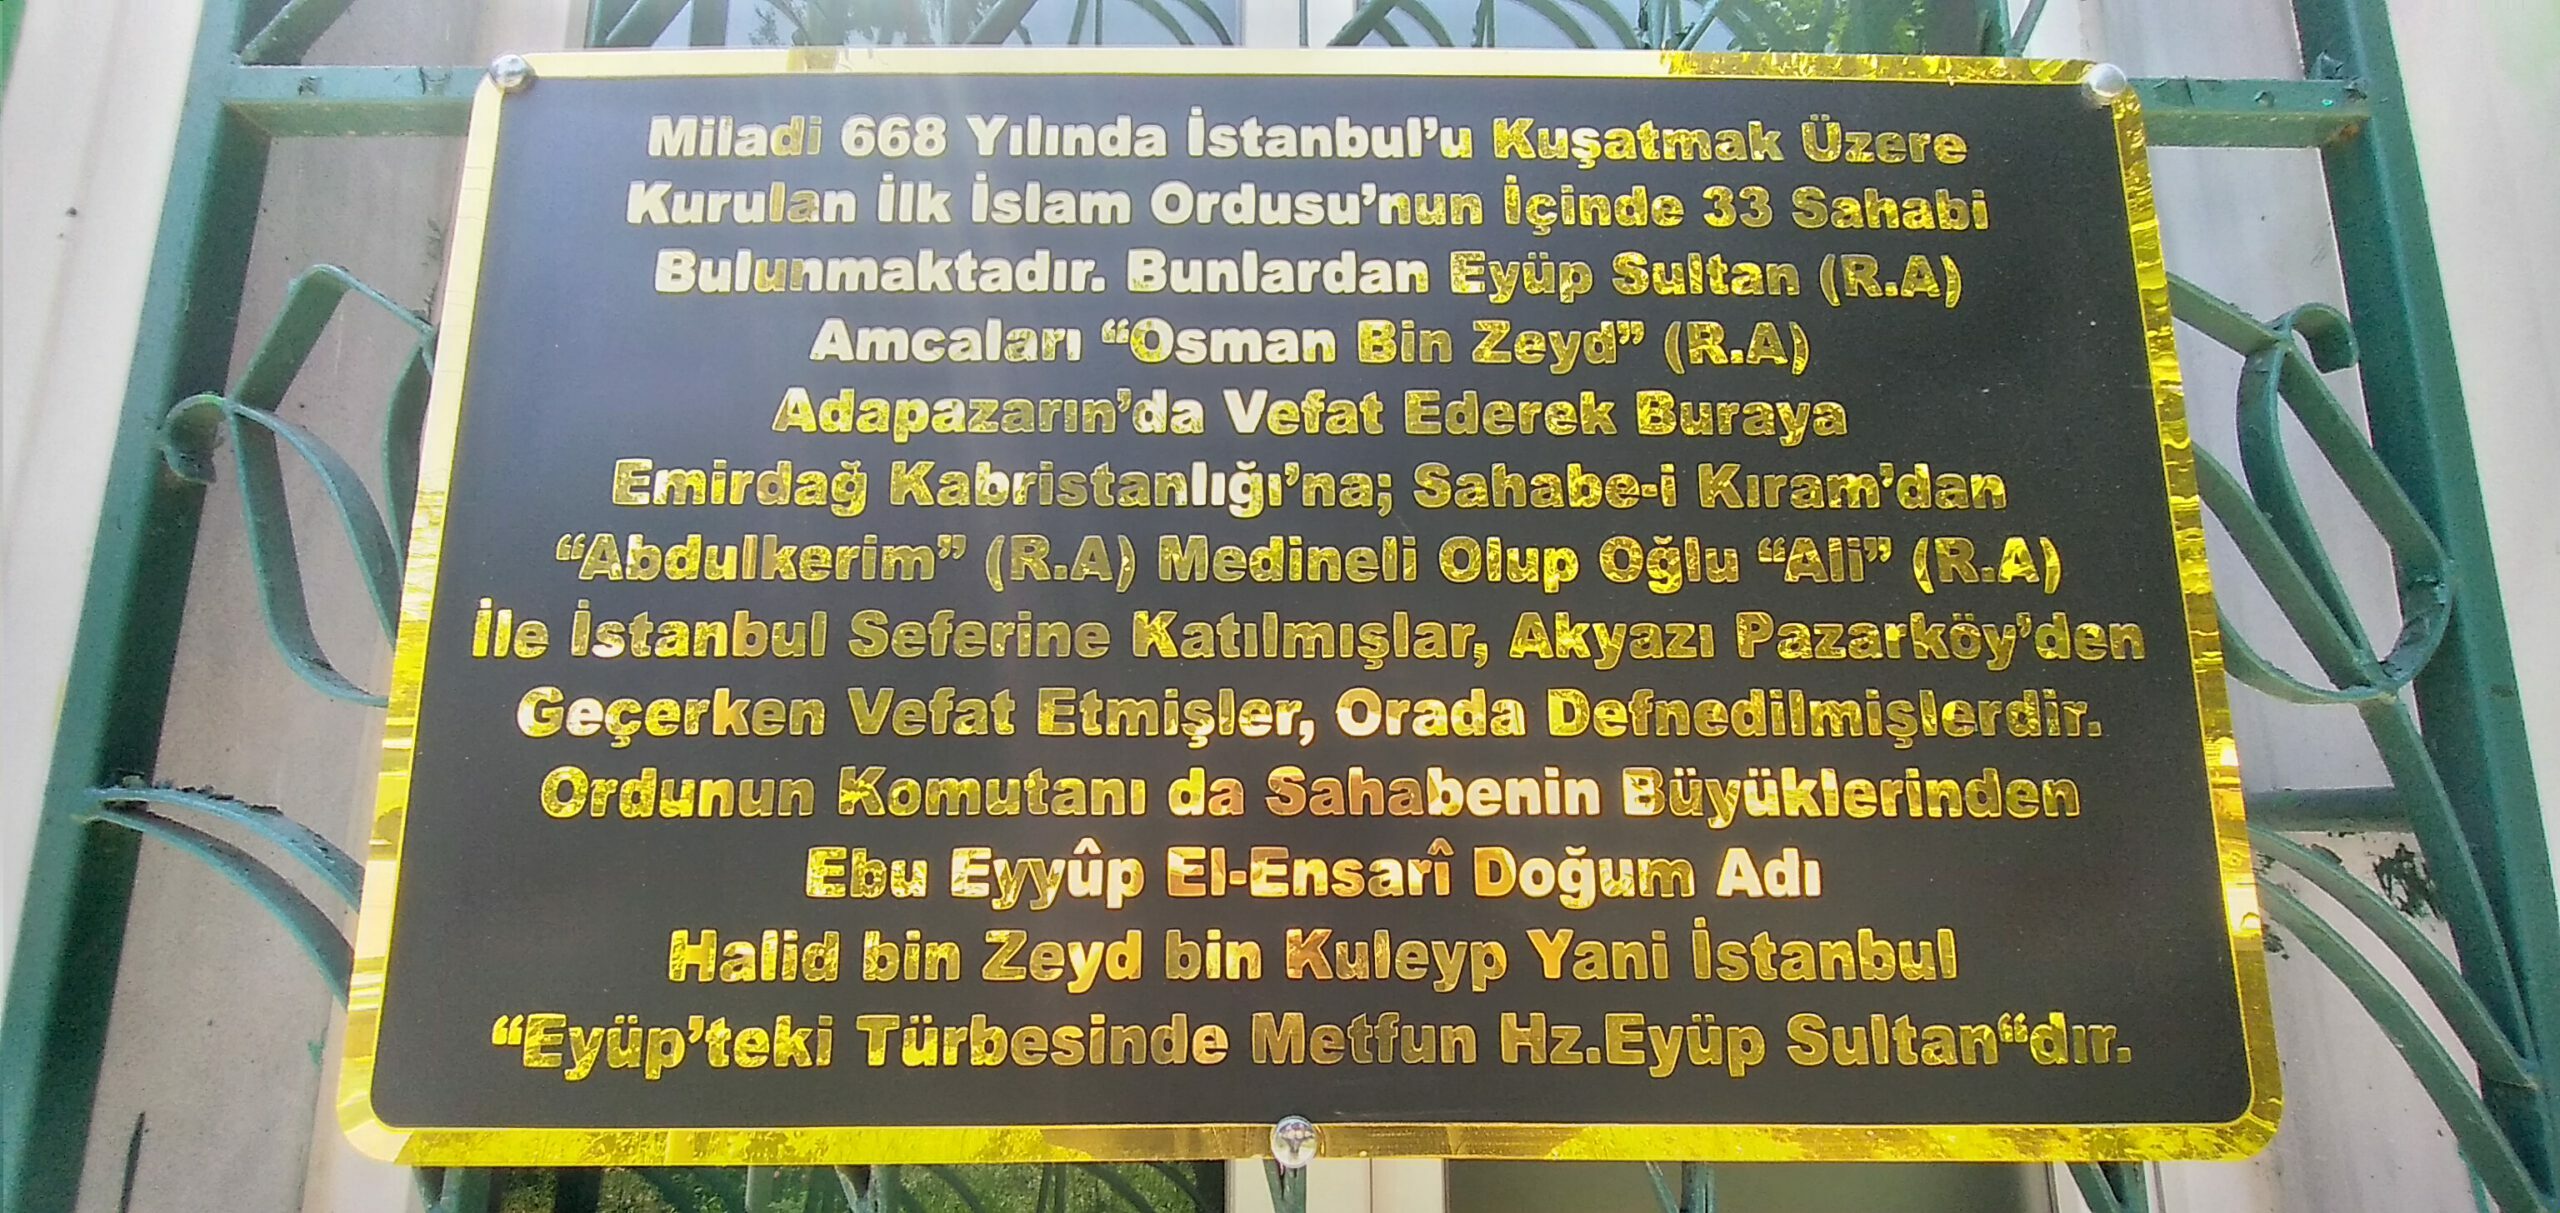 Miladi 668 Yılında İstanbul'u Kuşatmak Üzere
Kurulan İlk İslam Ordusu'nun İçinde 33 Sahabi
Bulunmaktadır. Bunlardan Eyüp Sultan (R.A)
Amcaları “Osman Bin Zeyd” (R.A)
Adapazarın'da Vefat Ederek Buraya
Emirdağ Kabristanlığı'na; Sahabe-i Kıram'dan
“Abdulkerim” (R.A) Medineli Olup Oğlu “Ali” (R.A)
İle İstanbul Seferine Katılmışlar, Akyazı Pazarköy'den
Geçerken Vefat Etmişler, Orada Defnedilmişlerdir.
Ordunun Komutanı da Sahabenin Büyüklerinden
Ebu Eyyûp El-Ensarî Doğum Adı
Halid bin Zeyd bin Kuleyp Yani İstanbul
“Eyüp'teki Türbesinde Metfun Hz.Eyüp Sultan“dır.